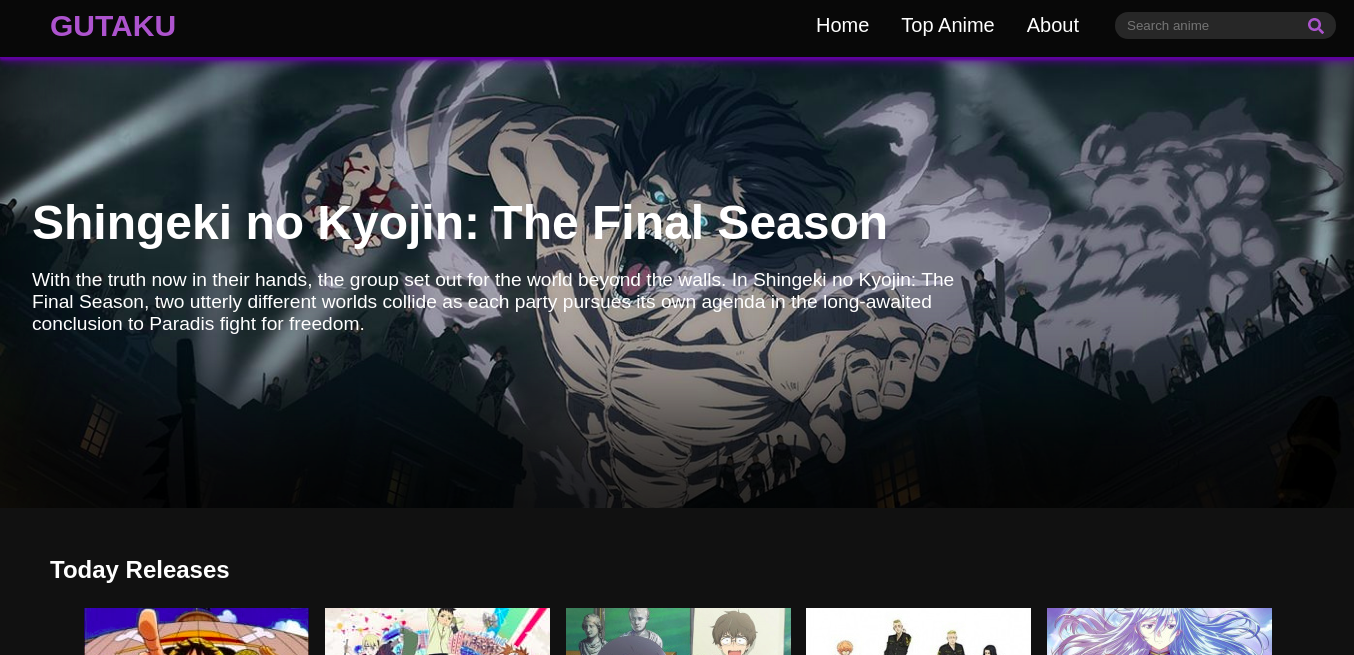 GUTAKU
Home
Top Anime
About
Search anime
Shingeki no Kyojin: The Final Season
With the truth now in their hands, the group set out for the world beyond the walls. In Shingeki no Kyojin: The
Final Season, two utterly different worlds collide as each party pursues its own agenda in the long-awaited
conclusion to Paradis fight for freedom.
Today Releases